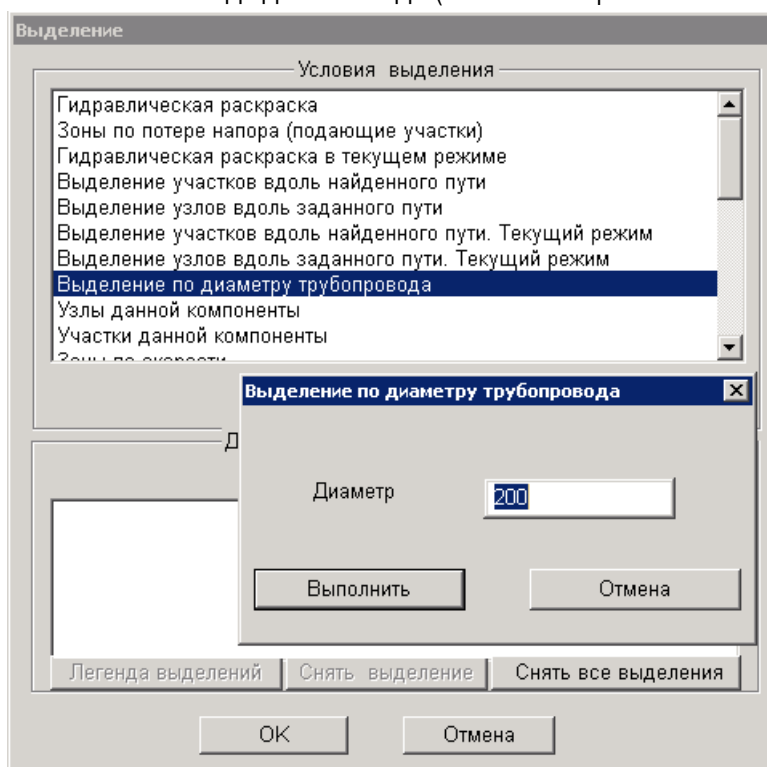 Выделение
Условия выделения
Гидравлическая раскраска
Зоны по потере напора (подающие участки)
Гидравлическая раскраска в текущем режиме
Выделение участков вдоль найденного пути
Выделение узлов вдоль заданного пути
Выделение участков вдоль найденного пути. Текущий режим
Выделение узлов вдоль заданного пути. Текущий режим
Выделение по диаметру трубопровода
Узлы данной компоненты
Участки данной компоненты
Зоны по скорости
Выделение по диаметру трубопровода
Диаметр 200
Выполнить Отмена
Легенда выделений Снять выделение Снять все выделения
OK Отмена